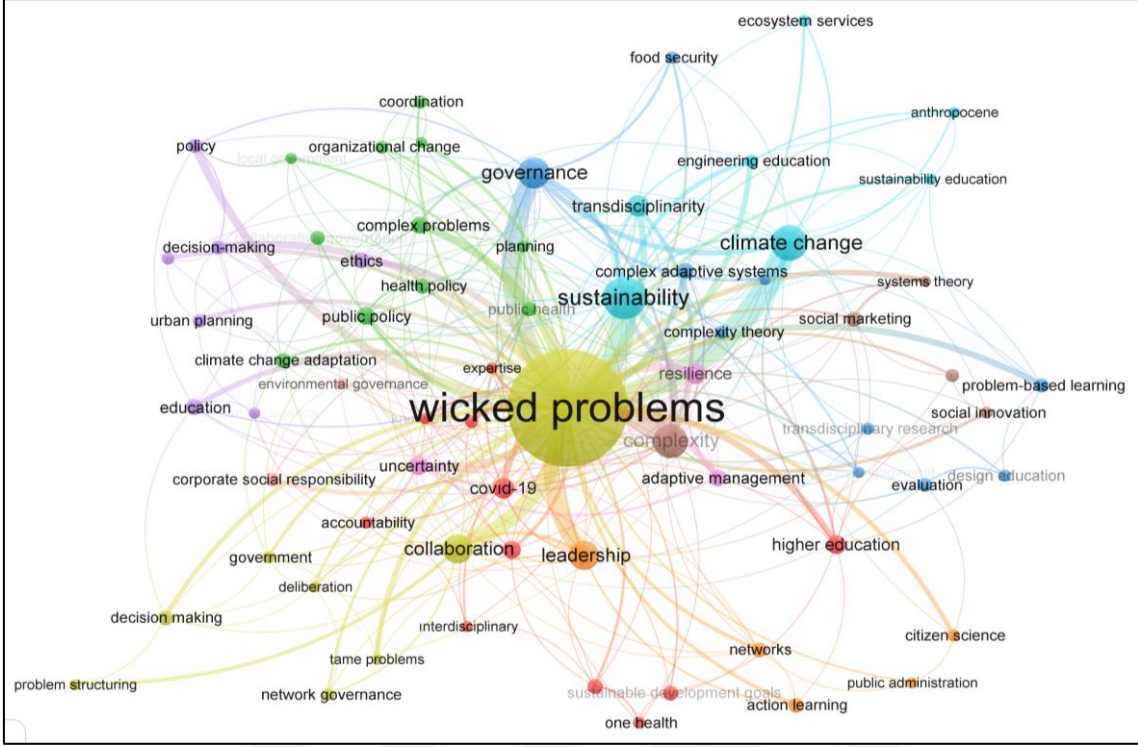 ecosystem services
food security
coordination
anthropocene
policy
organizational change
local government
engineering education
governance
sustainability education
transdisciplinarity
complex problems
climate change
decision-making
planning
ethics
complex adaptive systems
systems theory
health policy
sustainability
public health
social marketing
urban planning
public policy
complexity theory
climate change adaptation
expertise
resilience
environmental governance
problem-based learning
education
wicked problems
social innovation
transdisciplinary research
complexity
uncertainty
corporate social responsibility
covid-19
adaptive management
evaluation
design education
accountability
collaboration
leadership
higher education
government
deliberation
decision making
interdisciplinary
citizen science
networks
tame problems
problem structuring
network governance
sustainable development goals
public administration
action learning
one health